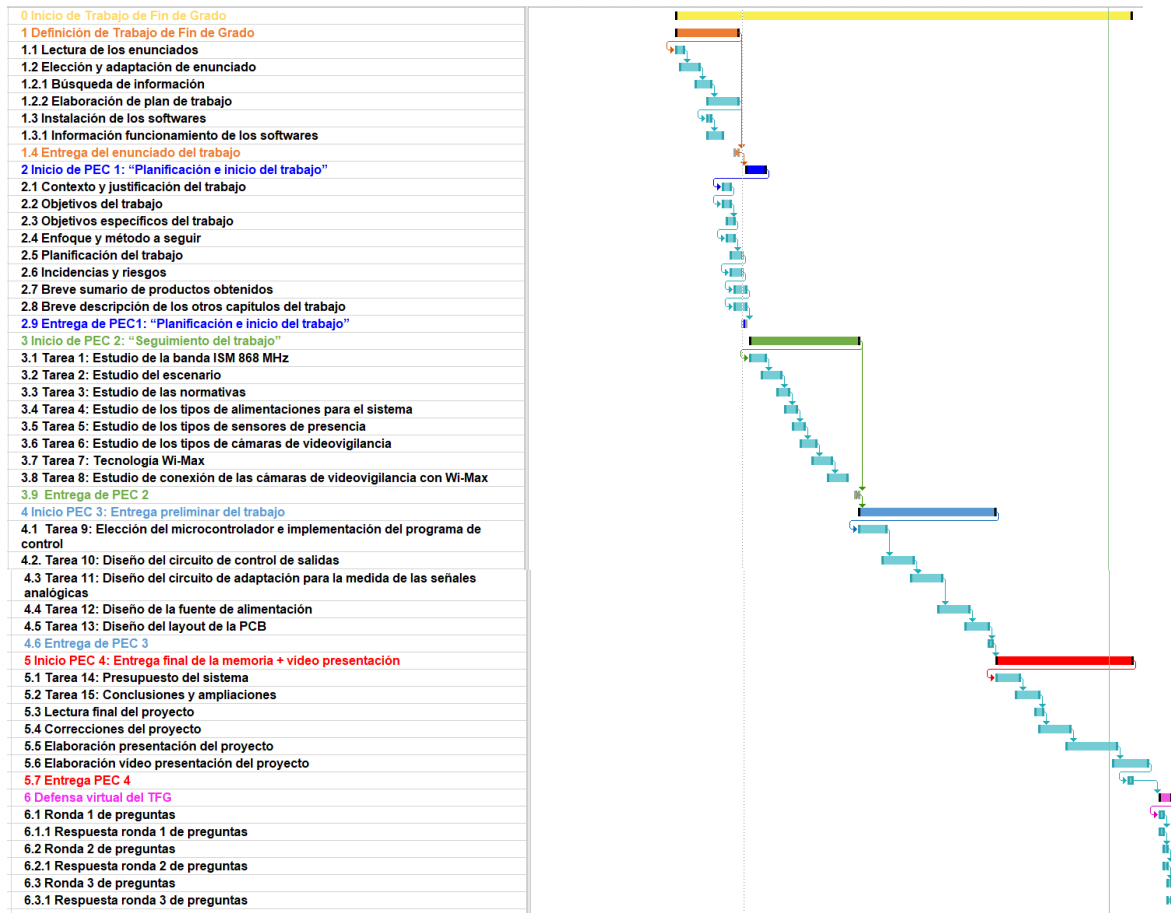 0 Inicio de Trabajo de Fin de Grado
1 Definición de Trabajo de Fin de Grado
1.1 Lectura de los enunciados
1.2 Elección y adaptación de enunciado
1.2.1 Búsqueda de información
1.2.2 Elaboración de plan de trabajo
1.3 Instalación de los softwares
1.3.1 Información funcionamiento de los softwares
1.4 Entrega del enunciado del trabajo
2 Inicio de PEC 1: “Planificación e inicio del trabajo”
2.1 Contexto y justificación del trabajo
2.2 Objetivos del trabajo
2.3 Objetivos específicos del trabajo
2.4 Enfoque y método a seguir
2.5 Planificación del trabajo
2.6 Incidencias y riesgos
2.7 Breve sumario de productos obtenidos
2.8 Breve descripción de los otros capítulos del trabajo
2.9 Entrega de PEC1: “Planificación e inicio del trabajo”
3 Inicio de PEC 2: “Seguimiento del trabajo”
3.1 Tarea 1: Estudio de la banda ISM 868 MHz
3.2 Tarea 2: Estudio del escenario
3.3 Tarea 3: Estudio de las normativas
3.4 Tarea 4: Estudio de los tipos de alimentaciones para el sistema
3.5 Tarea 5: Estudio de los tipos de sensores de presencia
3.6 Tarea 6: Estudio de los tipos de cámaras de videovigilancia
3.7 Tarea 7: Tecnología Wi-Max
3.8 Tarea 8: Estudio de conexión de las cámaras de videovigilancia con Wi-Max
3.9 Entrega de PEC 2
4 Inicio PEC 3: Entrega preliminar del trabajo
4.1 Tarea 9: Elección del microcontrolador e implementación del programa de
control
4.2. Tarea 10: Diseño del circuito de control de salidas
4.3 Tarea 11: Diseño del circuito de adaptación para la medida de las señales
analógicas
4.4 Tarea 12: Diseño de la fuente de alimentación
4.5 Tarea 13: Diseño del layout de la PCB
4.6 Entrega de PEC 3
5 Inicio PEC 4: Entrega final de la memoria + video presentación
5.1 Tarea 14: Presupuesto del sistema
5.2 Tarea 15: Conclusiones y ampliaciones
5.3 Lectura final del proyecto
5.4 Correcciones del proyecto
5.5 Elaboración presentación del proyecto
5.6 Elaboración vídeo presentación del proyecto
5.7 Entrega PEC 4
6 Defensa virtual del TFG
6.1 Ronda 1 de preguntas
6.1.1 Respuesta ronda 1 de preguntas
6.2 Ronda 2 de preguntas
6.2.1 Respuesta ronda 2 de preguntas
6.3 Ronda 3 de preguntas
6.3.1 Respuesta ronda 3 de preguntas